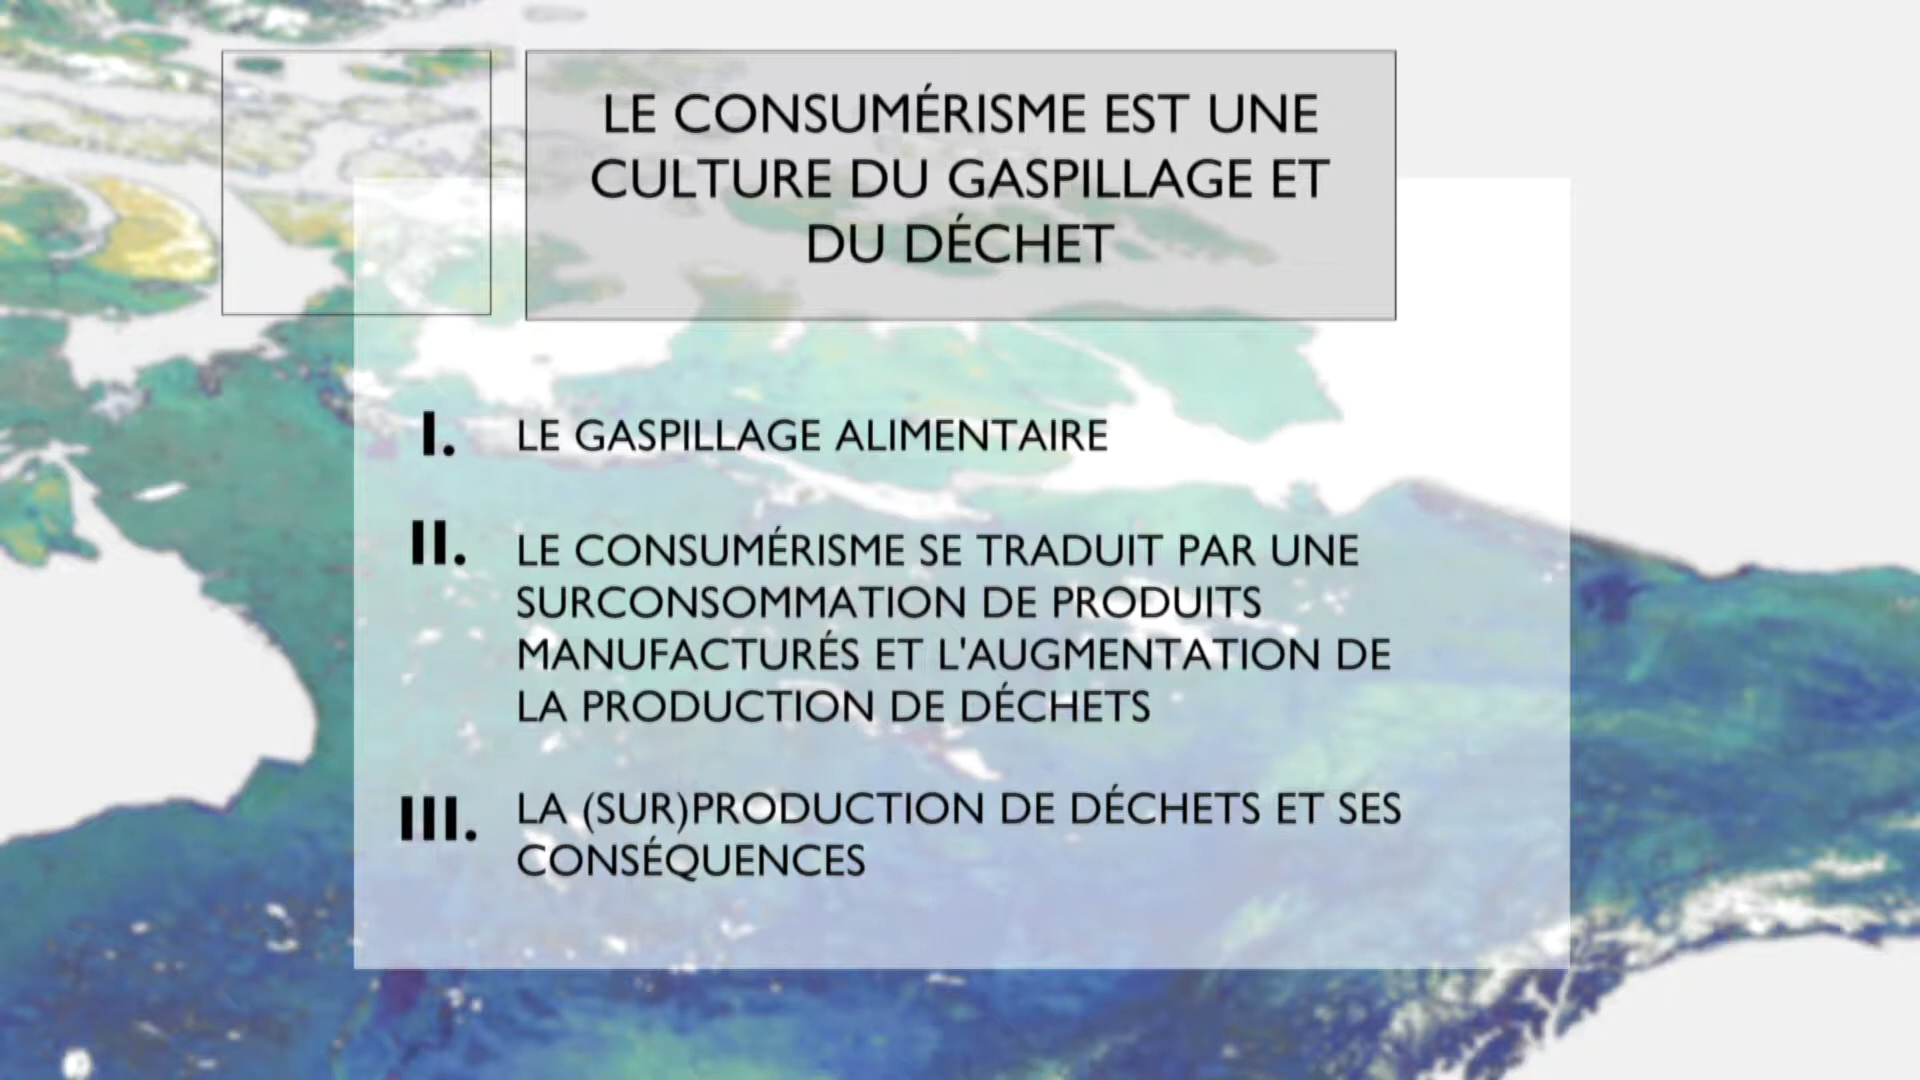 LE CONSUMÉRISME EST UNE
CULTURE DU GASPILLAGE ET
DU DÉCHET
I. LE GASPILLAGE ALIMENTAIRE
II. LE CONSUMÉRISME SE TRADUIT PAR UNE
SURCONSOMMATION DE PRODUITS
MANUFACTURÉS ET L'AUGMENTATION DE
LA PRODUCTION DE DÉCHETS
III. LA (SUR)PRODUCTION DE DÉCHETS ET SES
CONSÉQUENCES